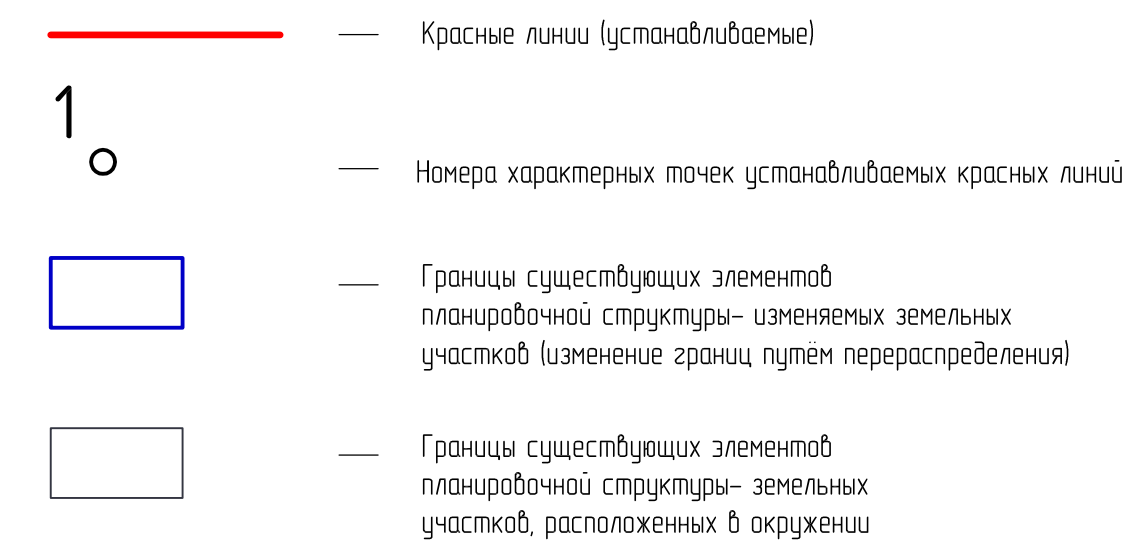 Красные линии (устанавливаемые)
1
Номера характерных точек устанавливаемых красных линий
Границы существующих элементов
планировочной структуры- изменяемых земельных
участков (изменение границ путём перераспределения)
Границы существующих элементов
планировочной структуры- земельных
участков, расположенных в окружении